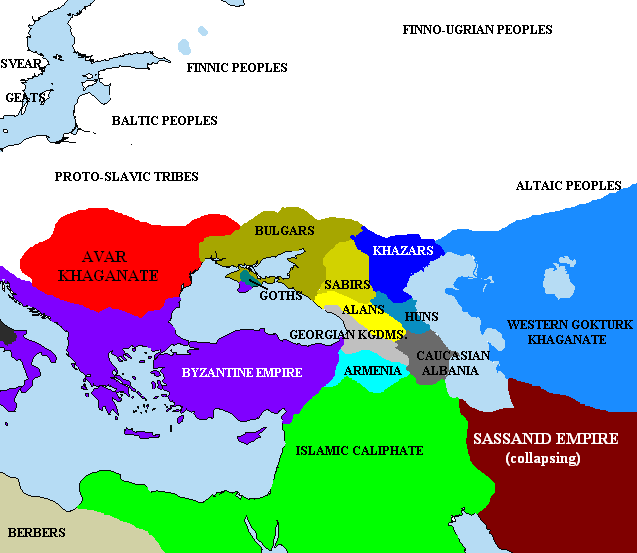 FINNO-UGRIAN PEOPLES
SVEAR
FINNIC PEOPLES
GEATS
BALTIC PEOPLES
PROTO-SLAVIC TRIBES
ALTAIC PEOPLES
BULGARS
KHAZARS
AVAR
KHAGANATE
SABIRS
GOTHS
ALANS
HUNS
WESTERN GOKTURK
KHAGANATE
GEORGIAN KGDMS.
CAUCASIAN
ALBANIA
BYZANTINE EMPIRE
ARMENIA
SASSANID EMPIRE
(collapsing)
ISLAMIC CALIPHATE
BERBERS